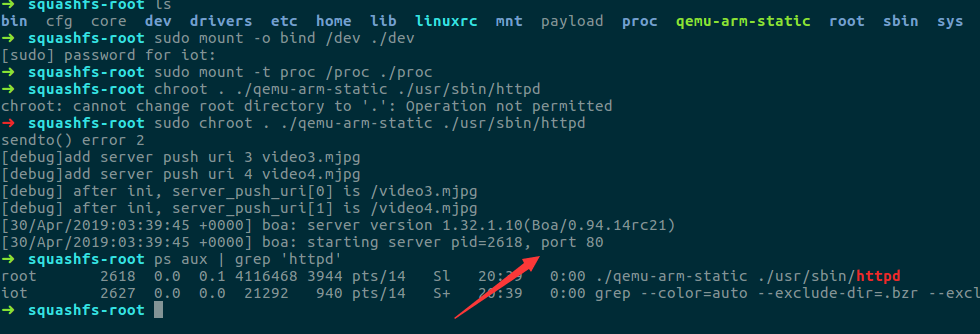 ➜ squashfs-root ls
bin cfg core dev drivers etc home lib linuxrc mnt payload proc qemu-arm-static root sbin sys
➜ squashfs-root sudo mount -o bind /dev ./dev
[sudo] password for iot:
➜ squashfs-root sudo mount -t proc /proc ./proc
➜ squashfs-root chroot . ./qemu-arm-static ./usr/sbin/httpd
chroot: cannot change root directory to '.': Operation not permitted
➜ squashfs-root sudo chroot . ./qemu-arm-static ./usr/sbin/httpd
sendto() error 2
[debug]add server push uri 3 video3.mjpg
[debug]add server push uri 4 video4.mjpg
[debug] after ini, server_push_uri[0] is /video3.mjpg
[debug] after ini, server_push_uri[1] is /video4.mjpg
[30/Apr/2019:03:39:45 +0000] boa: server version 1.32.1.10(Boa/0.94.14rc21)
[30/Apr/2019:03:39:45 +0000] boa: starting server pid=2618, port 80
➜ squashfs-root ps aux | grep 'httpd'
root 2618 0.0 0.1 4116468 3944 pts/14 Sl 20:39 0:00 ./qemu-arm-static ./usr/sbin/httpd
iot 2627 0.0 0.0 21292 940 pts/14 S+ 20:39 0:00 grep --color=auto --exclude-dir=.bzr --excl
➜ squashfs-root